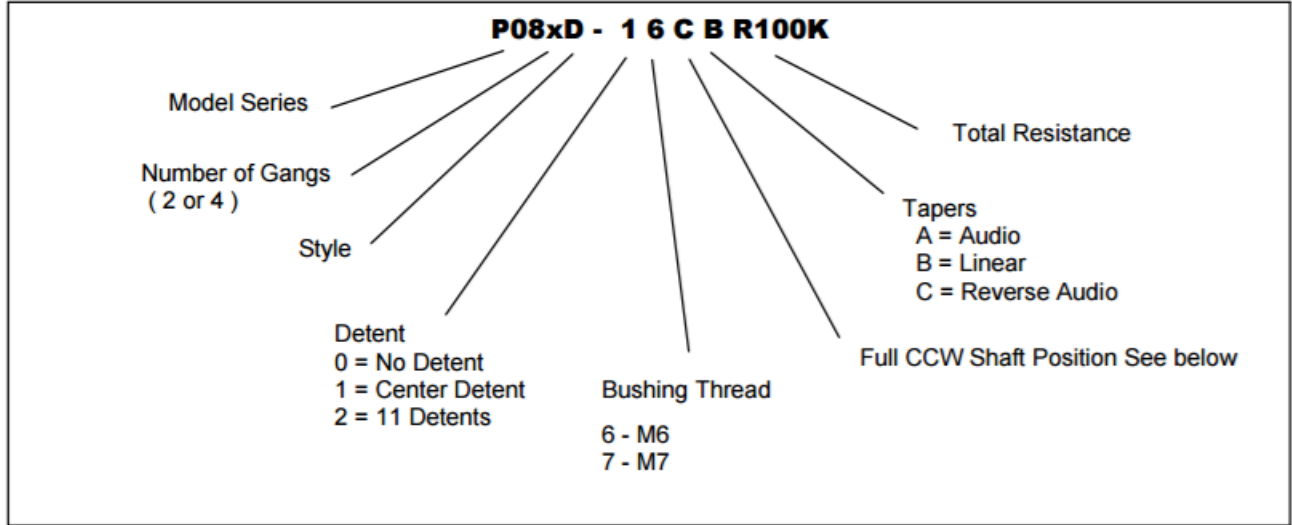 P08xD - 1 6 C B R100K
Model Series
Total Resistance
Number of Gangs
( 2 or 4 )
Tapers
A = Audio
B = Linear
C = Reverse Audio
Style
Detent
0 = No Detent
1 = Center Detent
2 = 11 Detents
Full CCW Shaft Position See below
Bushing Thread
6 - M6
7 - M7